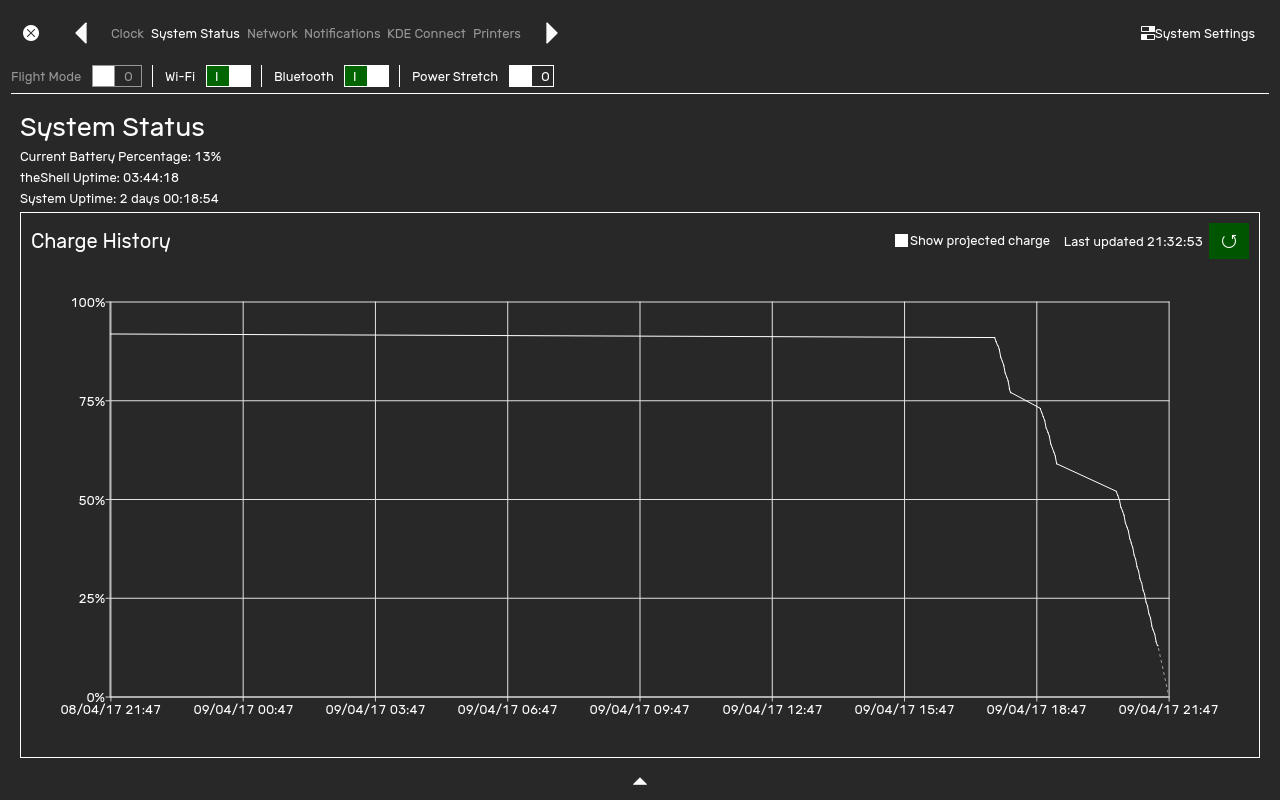 Clock System Status Network Notifications KDE Connect Printers System Settings
Flight Mode O Wi-Fi I Bluetooth I Power Stretch O
System Status
Current Battery Percentage: 13%
theShell Uptime: 03:44:18
System Uptime: 2 days 00:18:54
Charge History Show projected charge Last updated 21:32:53
100%
75%
50%
25%
0%
08/04/17 21:47 09/04/17 00:47 09/04/17 03:47 09/04/17 06:47 09/04/17 09:47 09/04/17 12:47 09/04/17 15:47 09/04/17 18:47 09/04/17 21:47